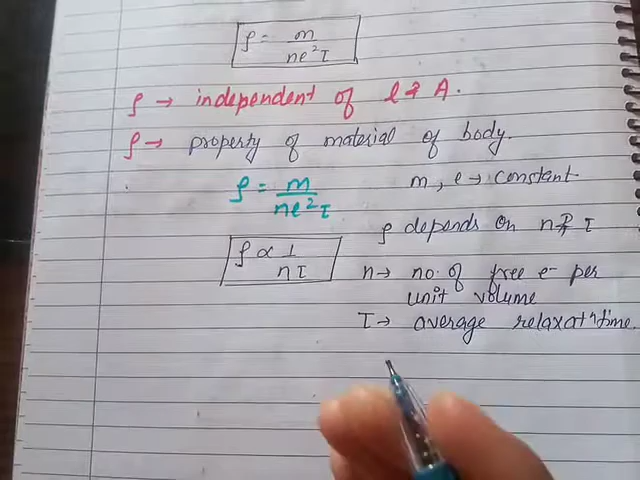 ρ = m / ne²τ
ρ → independent of l & A.
ρ → property of material of body.
ρ = m / ne²τ
m, e → constant
ρ depends on n & τ
ρ ∝ 1 / nτ
n → no. of free e⁻ per
unit volume
τ → average relaxatⁿ time.